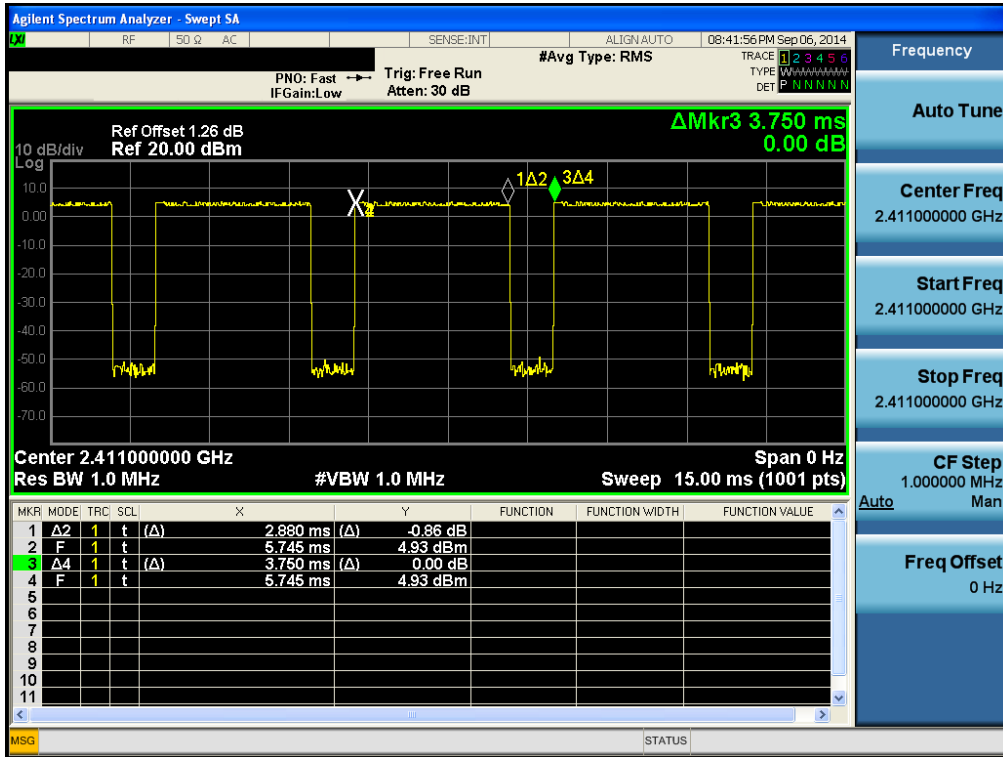 Agilent Spectrum Analyzer - Swept SA
LXI RF 50 Ω AC SENSE:INT ALIGN AUTO 08:41:56 PM Sep 06, 2014
#Avg Type: RMS
TRACE 1 2 3 4 5 6
PNO: Fast Trig: Free Run
TYPE WWWWWW
IFGain:Low Atten: 30 dB
DET P N N N N N
Frequency
ΔMkr3 3.750 ms
0.00 dB
Ref Offset 1.26 dB
10 dB/div Ref 20.00 dBm
Log
1Δ2 3Δ4
10.0
0.00
-10.0
-20.0
-30.0
-40.0
-50.0
-60.0
-70.0
Center 2.411000000 GHz Span 0 Hz
Res BW 1.0 MHz #VBW 1.0 MHz Sweep 15.00 ms (1001 pts)
MKR MODE TRC SCL X Y FUNCTION FUNCTION WIDTH FUNCTION VALUE
1 Δ2 1 t (Δ) 2.880 ms (Δ) -0.86 dB
2 F 1 t 5.745 ms 4.93 dBm
3 Δ4 1 t (Δ) 3.750 ms (Δ) 0.00 dB
4 F 1 t 5.745 ms 4.93 dBm
5
6
7
8
9
10
11
MSG STATUS
Auto Tune
Center Freq
2.411000000 GHz
Start Freq
2.411000000 GHz
Stop Freq
2.411000000 GHz
CF Step
1.000000 MHz
Auto Man
Freq Offset
0 Hz